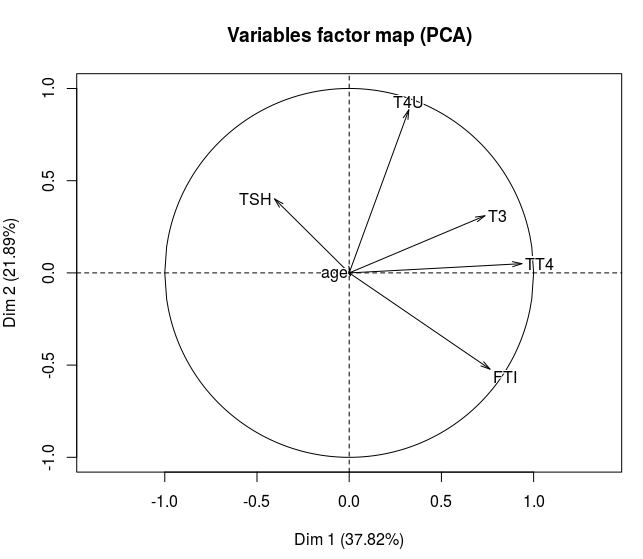 Variables factor map (PCA)
1.0
0.5
0.0
-0.5
-1.0
Dim 2 (21.89%)
T4U
T3
TSH
TT4
age
FTI
-1.0
-0.5
0.0
0.5
1.0
Dim 1 (37.82%)